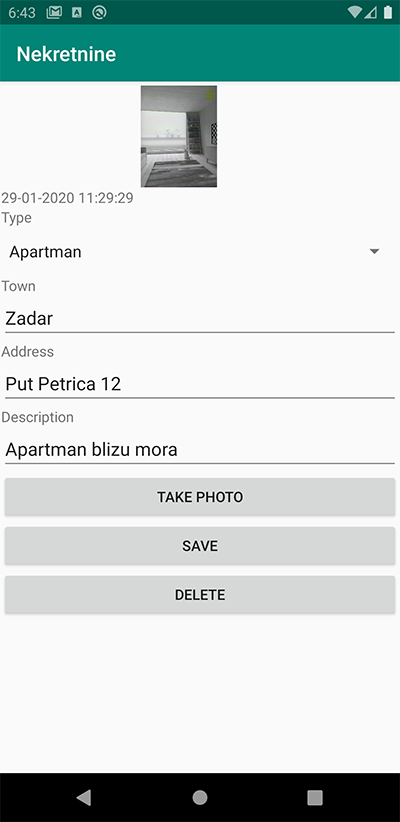 6:43
Nekretnine
29-01-2020 11:29:29
Type
Apartman
Town
Zadar
Address
Put Petrica 12
Description
Apartman blizu mora
TAKE PHOTO
SAVE
DELETE